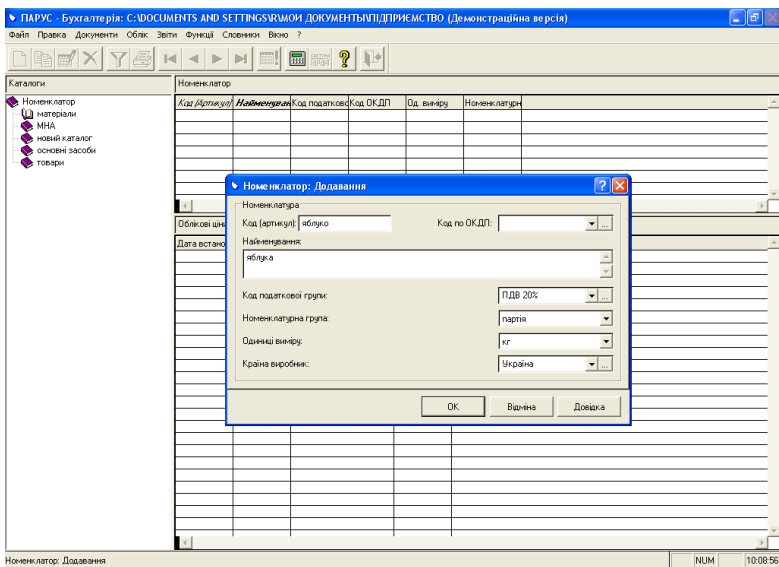 ПАРУС - Бухгалтерія: C:\DOCUMENTS AND SETTINGS\R\МОИ ДОКУМЕНТЫ\ПІДПРИЄМСТВО (Демонстраційна версія)
Файл Правка Документи Облік Звіти Функції Словники Вікно ?
Каталоги
Номенклатор
Номенклатор
матеріали
МНА
новий каталог
основні засоби
товари
Код (Артикул) Найменуван Код податково Код ОКДП Од. виміру Номенклатурн
Номенклатор: Додавання
Номенклатура
Код (артикул): яблуко Код по ОКДП: ...
Найменування:
яблука
Код податкової групи: ПДВ 20% ...
Номенклатурна група: партія
Одиниці виміру: кг
Країна виробник: Україна ...
OK Відміна Довідка
Облікові цін
Дата встано
Номенклатор: Додавання
NUM 10:08:56